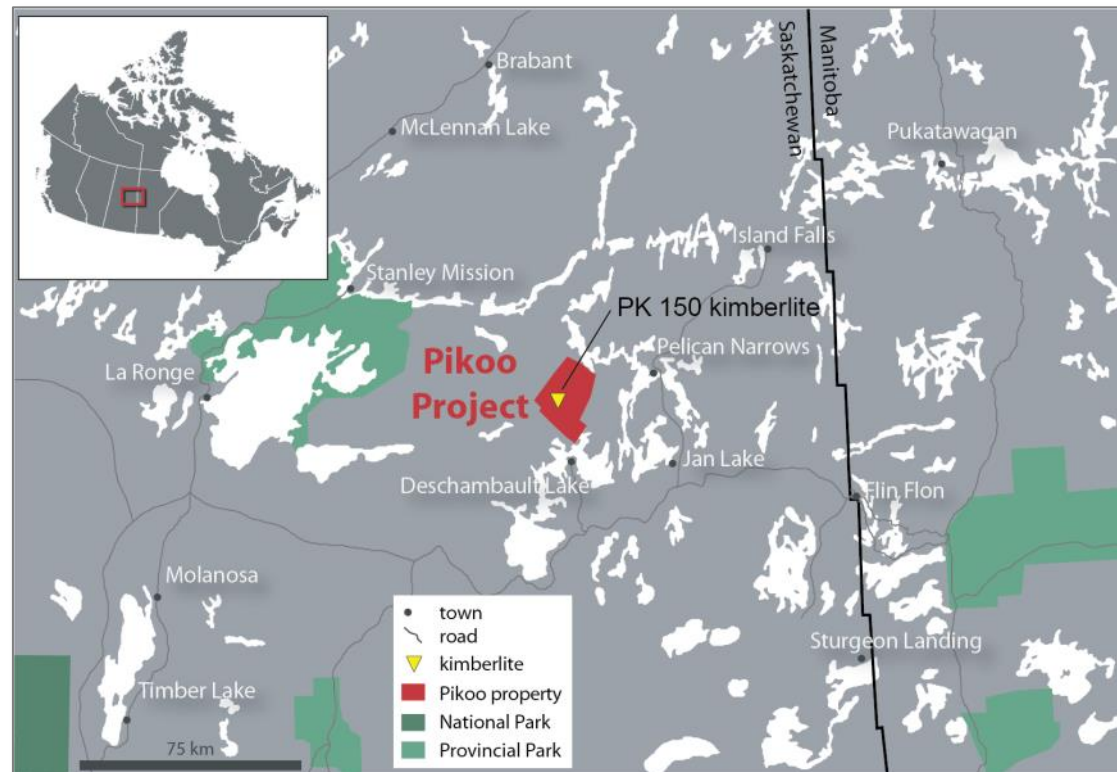 Brabant
McLennan Lake
Saskatchewan
Manitoba
Pukatawagan
Island Falls
Stanley Mission
PK 150 kimberlite
Pelican Narrows
La Ronge
Pikoo
Project
Jan Lake
Deschambault Lake
Flin Flon
Molanosa
town
road
kimberlite
Pikoo property
National Park
Provincial Park
Sturgeon Landing
Timber Lake
75 km